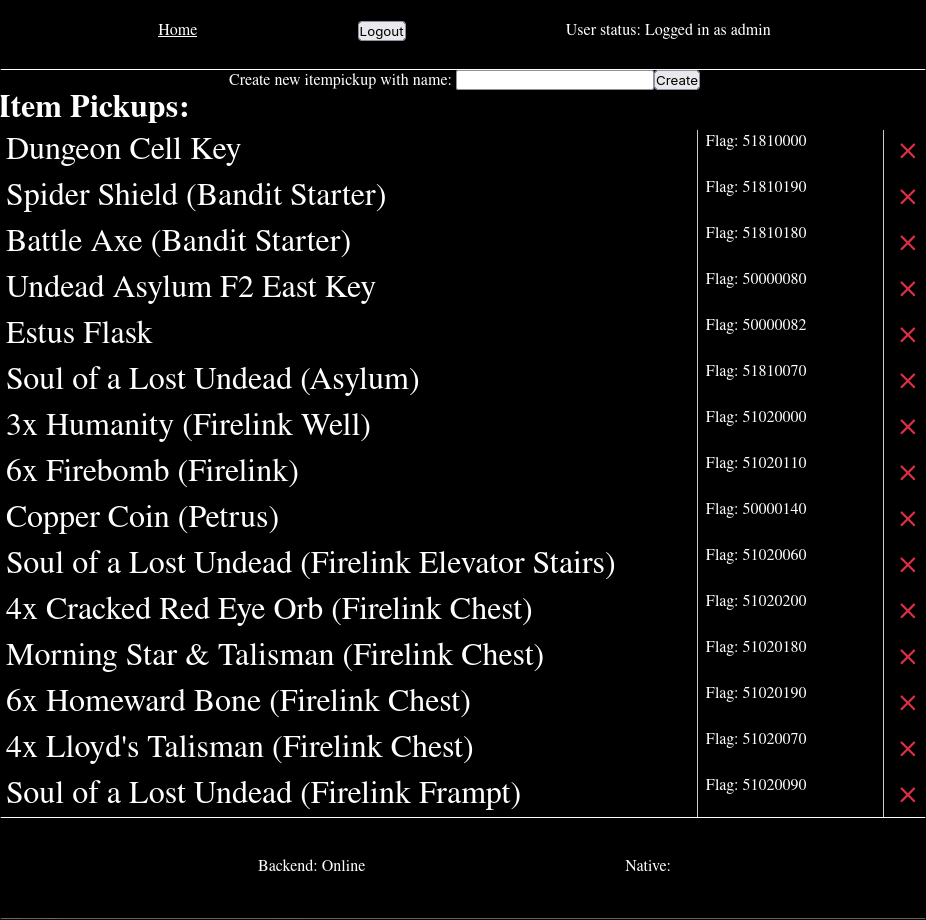 Home Logout User status: Logged in as admin
Create new itempickup with name: Create
Item Pickups:
Dungeon Cell Key Flag: 51810000
Spider Shield (Bandit Starter) Flag: 51810190
Battle Axe (Bandit Starter) Flag: 51810180
Undead Asylum F2 East Key Flag: 50000080
Estus Flask Flag: 50000082
Soul of a Lost Undead (Asylum) Flag: 51810070
3x Humanity (Firelink Well) Flag: 51020000
6x Firebomb (Firelink) Flag: 51020110
Copper Coin (Petrus) Flag: 50000140
Soul of a Lost Undead (Firelink Elevator Stairs) Flag: 51020060
4x Cracked Red Eye Orb (Firelink Chest) Flag: 51020200
Morning Star & Talisman (Firelink Chest) Flag: 51020180
6x Homeward Bone (Firelink Chest) Flag: 51020190
4x Lloyd's Talisman (Firelink Chest) Flag: 51020070
Soul of a Lost Undead (Firelink Frampt) Flag: 51020090
Backend: Online Native: